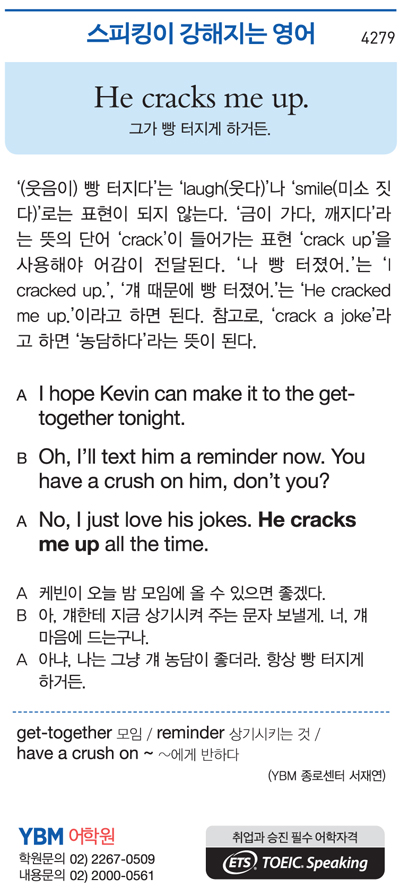 스피킹이 강해지는 영어
4279
He cracks me up.
그가 빵 터지게 하거든.
‘(웃음이) 빵 터지다’는 ‘laugh(웃다)’나 ‘smile(미소 짓
다)’로는 표현이 되지 않는다. ‘금이 가다, 깨지다’라
는 뜻의 단어 ‘crack’이 들어가는 표현 ‘crack up’을
사용해야 어감이 전달된다. ‘나 빵 터졌어.’는 ‘I
cracked up.’, ‘걔 때문에 빵 터졌어.’는 ‘He cracked
me up.’이라고 하면 된다. 참고로, ‘crack a joke’라
고 하면 ‘농담하다’라는 뜻이 된다.
A I hope Kevin can make it to the get-
together tonight.
B Oh, I’ll text him a reminder now. You
have a crush on him, don’t you?
A No, I just love his jokes. He cracks
me up all the time.
A 케빈이 오늘 밤 모임에 올 수 있으면 좋겠다.
B 아, 걔한테 지금 상기시켜 주는 문자 보낼게. 너, 걔
마음에 드는구나.
A 아냐, 나는 그냥 걔 농담이 좋더라. 항상 빵 터지게
하거든.
get-together 모임 / reminder 상기시키는 것 /
have a crush on ~ ~에게 반하다
(YBM 종로센터 서재연)
YBM 어학원
학원문의 02) 2267-0509
내용문의 02) 2000-0561
취업과 승진 필수 어학자격
ETS TOEIC Speaking